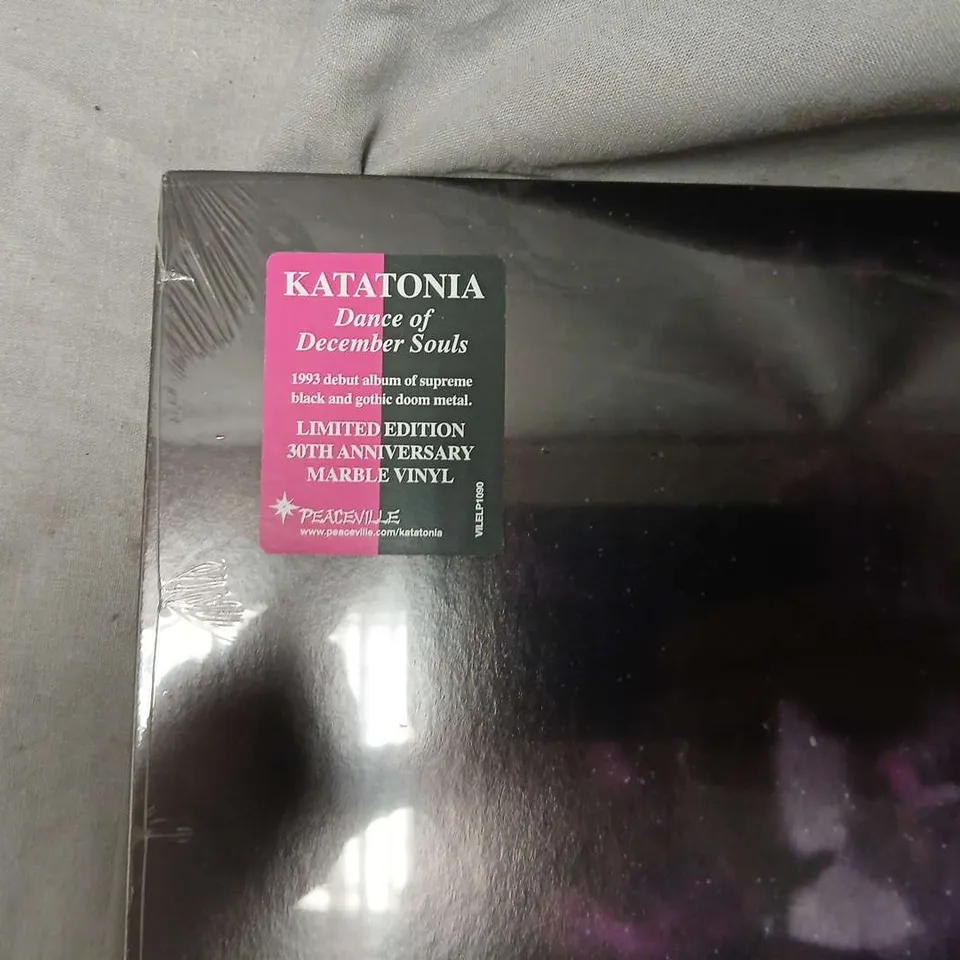 KATATONIA
Dance of
December Souls
1993 debut album of supreme
black and gothic doom metal.
LIMITED EDITION
30TH ANNIVERSARY
MARBLE VINYL
PEACEVILLE
www.peaceville.com/katatonia
VILELP1090